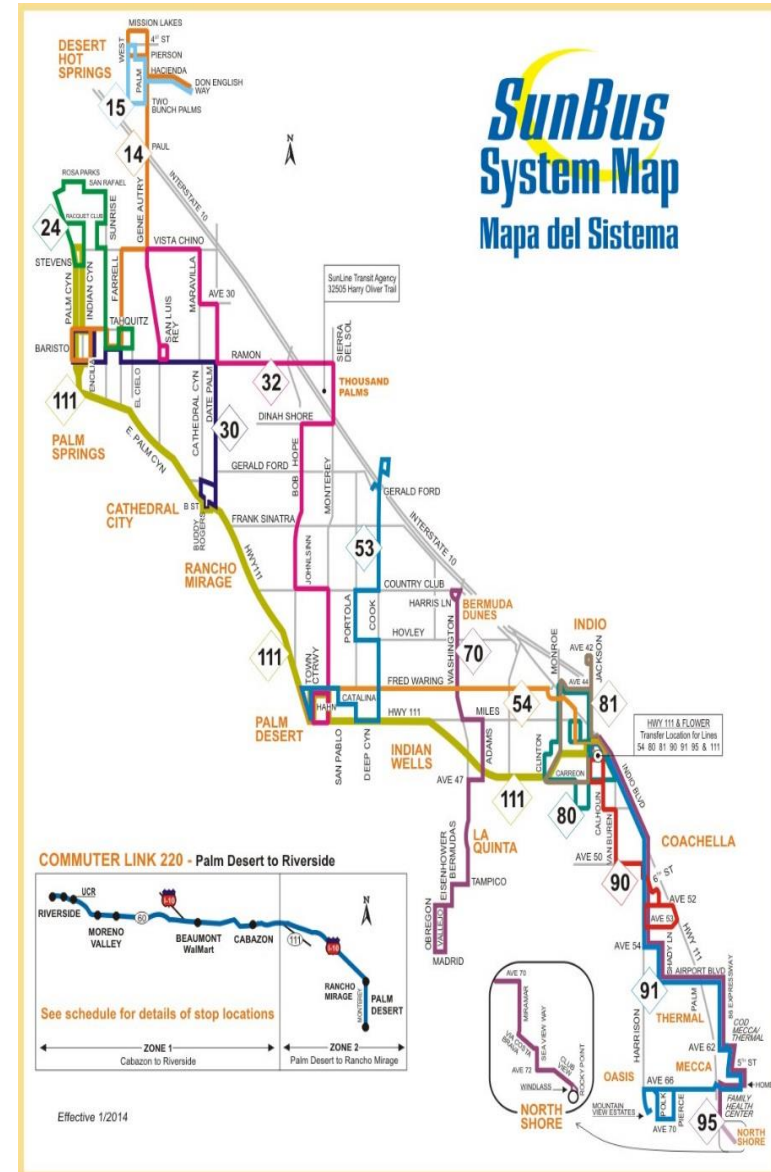 SunBus
System Map
Mapa del Sistema
MISSION LAKES
4ST ST
WEST
PIERSON
PALM
HACIENDA
DON ENGLISH
WAY
TWO
BUNCH PALMS
DESERT
HOT
SPRINGS
15
14
PAUL
N
INTERSTATE 10
ROSA PARKS
SAN RAFAEL
RACQUET CLUB
SUNRISE
GENE AUTRY
24
STEVENS
PALM CYN
INDIAN CYN
FARRELL
VISTA CHINO
MARAVILLA
AVE 30
SAN LUIS
REY
TAHQUITZ
BARISTO
ENCILIA
EL CIELO
RAMON
SunLine Transit Agency
32505 Harry Oliver Trail
SIERRA
DEL SOL
32
THOUSAND
PALMS
CATHEDRAL CYN
DATE PALM
30
DINAH SHORE
111
PALM
SPRINGS
E. PALM CYN
BOB HOPE
MONTEREY
GERALD FORD
GERALD FORD
CATHEDRAL
CITY
B ST
BUDDY
ROGERS
FRANK SINATRA
53
INTERSTATE 10
RANCHO
MIRAGE
HWY111
JOHNLSINN
COUNTRY CLUB
HARRIS LN
BERMUDA
DUNES
PORTOLA
COOK
HOVLEY
WASHINGTON
70
INDIO
MONROE
AVE 42
JACKSON
AVE 44
81
111
TOWN
CTRWY
FRED WARING
54
CATALINA
HAHN
HWY 111
MILES
PALM
DESERT
SAN PABLO
DEEP CYN
INDIAN
WELLS
ADAMS
CLINTON
HWY 111 & FLOWER
Transfer Location for Lines
54 80 81 90 91 95 & 111
AVE 47
111
CARREON
INDIO BLVD
80
CALHOUN
VAN BUREN
LA
QUINTA
COACHELLA
AVE 50
90
6TH ST
EISENHOWER
BERMUDAS
TAMPICO
AVE 52
AVE 53
HWY 111
OBREGON
VALLEJO
MADRID
AVE 54
SHADY LN
AIRPORT BLVD
86 EXPRESSWAY
91
PALM
THERMAL
COD
MECCA/
THERMAL
HARRISON
AVE 62
5TH ST
MECCA
OASIS
AVE 66
HOME
FAMILY
HEALTH
CENTER
MOUNTAIN
VIEW ESTATES
POLK
PIERCE
AVE 70
95
NORTH
SHORE
AVE 70
MIRAMAR
VIA COSTA
BRAVA
SEA VIEW WAY
AVE 72
CLUB
VIEW
ROCKY POINT
WINDLASS
NORTH
SHORE
COMMUTER LINK 220 - Palm Desert to Riverside
UCR
RIVERSIDE
MORENO
VALLEY
60
I-10
BEAUMONT
WalMart
CABAZON
111
I-10
N
RANCHO
MIRAGE
MONTEREY
PALM
DESERT
See schedule for details of stop locations
ZONE 1
Cabazon to Riverside
ZONE 2
Palm Desert to Rancho Mirage
Effective 1/2014